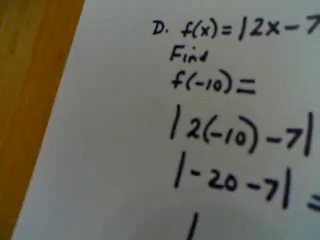 D. f(x) = |2x - 7
Find
f(-10) =
|2(-10) - 7|
|-20 - 7| =
|